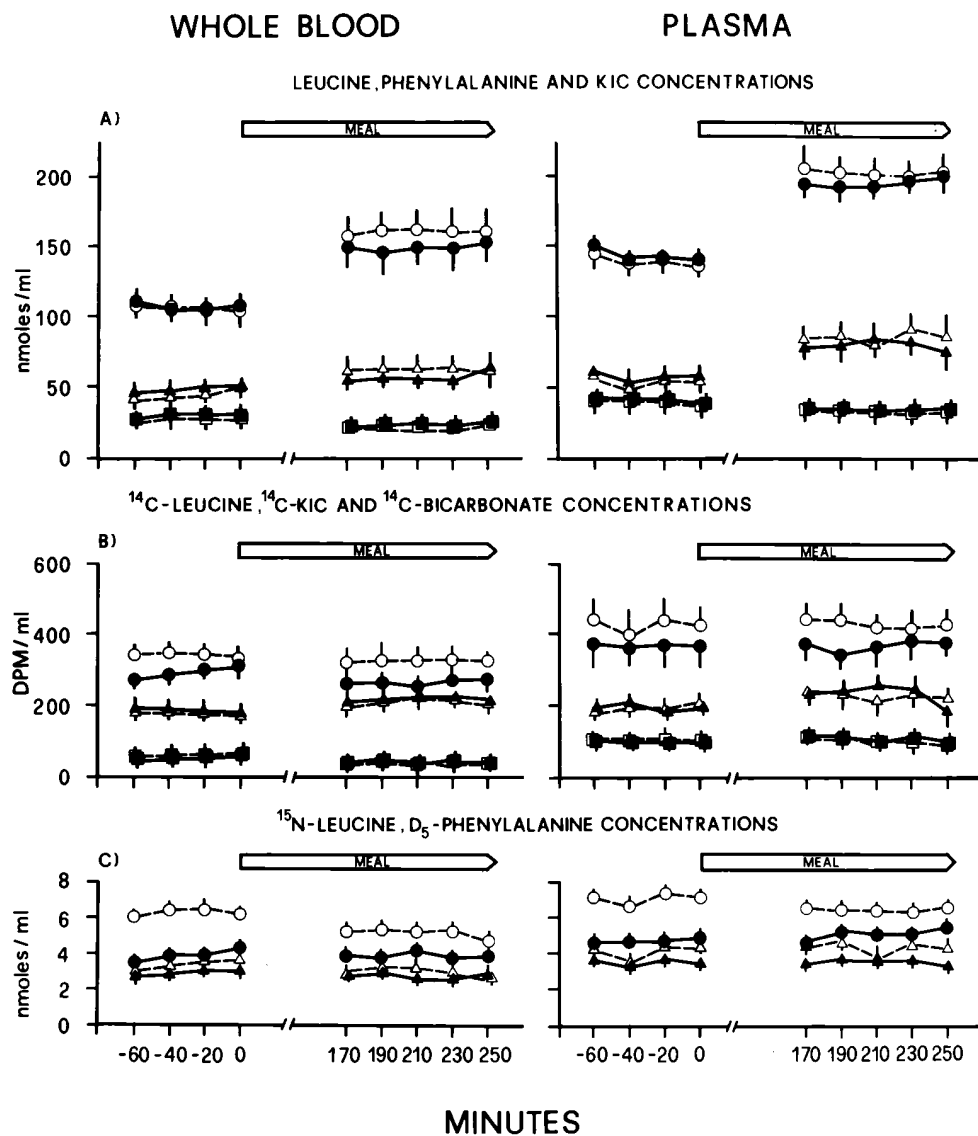 WHOLE BLOOD PLASMA
LEUCINE, PHENYLALANINE AND KIC CONCENTRATIONS
A)
MEAL MEAL
nmoles/ml
200
150
100
50
0
¹⁴C-LEUCINE, ¹⁴C-KIC AND ¹⁴C-BICARBONATE CONCENTRATIONS
B)
MEAL MEAL
DPM/ml
600
400
200
0
¹⁵N-LEUCINE, D₅-PHENYLALANINE CONCENTRATIONS
C)
MEAL MEAL
nmoles/ml
8
6
4
2
0
-60 -40 -20 0 170 190 210 230 250 -60 -40 -20 0 170 190 210 230 250
MINUTES